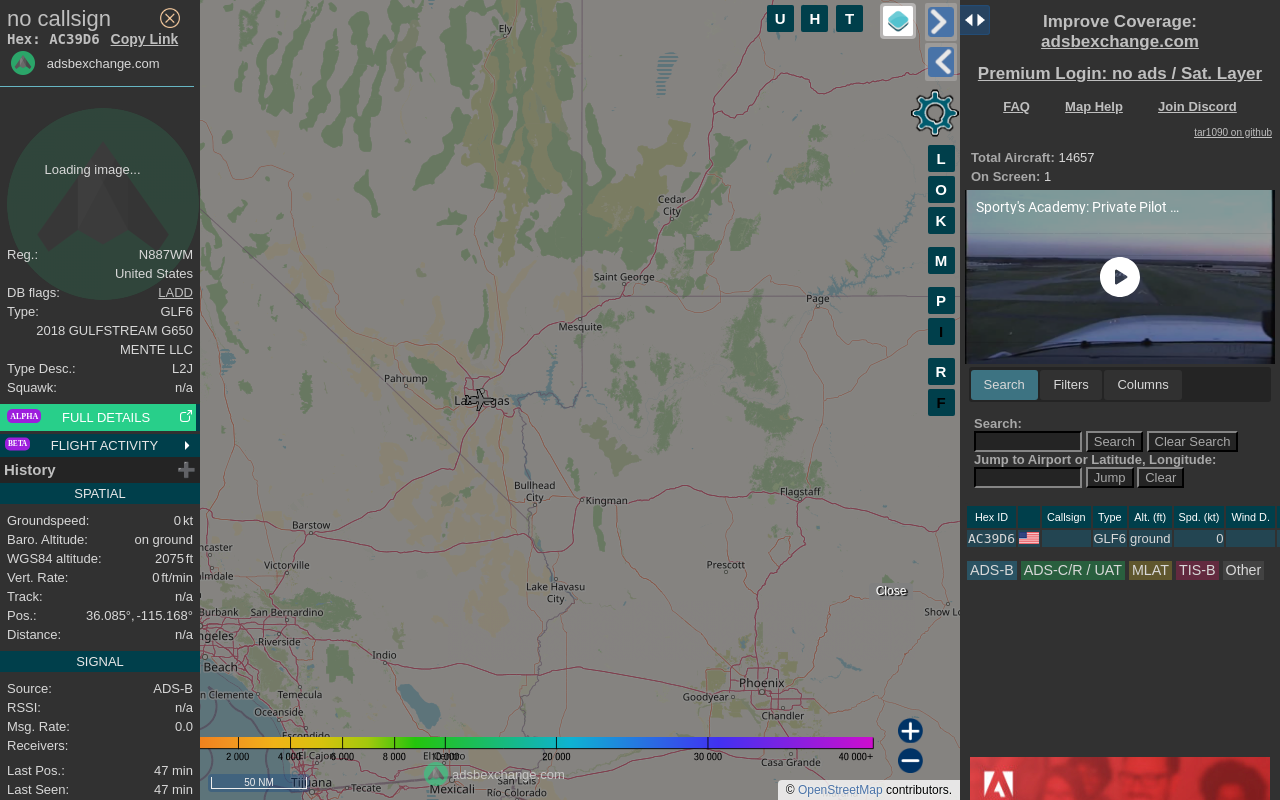 no callsign
Hex: AC39D6 Copy Link
adsbexchange.com
Loading image...
Reg.: N887WM
United States
DB flags: LADD
Type: GLF6
2018 GULFSTREAM G650
MENTE LLC
Type Desc.: L2J
Squawk: n/a
ALPHA FULL DETAILS
BETA FLIGHT ACTIVITY
History
SPATIAL
Groundspeed: 0 kt
Baro. Altitude: on ground
WGS84 altitude: 2075 ft
Vert. Rate: 0 ft/min
Track: n/a
Pos.: 36.085°, -115.168°
Distance: n/a
SIGNAL
Source: ADS-B
RSSI: n/a
Msg. Rate: 0.0
Receivers:
Last Pos.: 47 min
Last Seen: 47 min
U H T
L
O
K
M
P
I
R
F
Ely
Cedar
City
Saint George
Page
Mesquite
Pahrump
Las Vegas
Bullhead
City
Kingman
Flagstaff
Barstow
ncaster
Victorville
almdale
Lake Havasu
City
Prescott
Close
Burbank
San Bernardino
Show Lo
ngeles
Riverside
Indio
Beach
n Clemente
Temecula
Phoenix
Goodyear
Oceanside
Chandler
Escondido
2 000 4 000 6 000 8 000 20 000 30 000 40 000+
El Cajon
El Centro
Casa Grande
adsbexchange.com
50 NM
Tijuana
Tecate
Mexicali
San Luis
Río Colorado
© OpenStreetMap contributors.
Improve Coverage:
adsbexchange.com
Premium Login: no ads / Sat. Layer
FAQ Map Help Join Discord
tar1090 on github
Total Aircraft: 14657
On Screen: 1
Sporty's Academy: Private Pilot ...
Search Filters Columns
Search:
Search Clear Search
Jump to Airport or Latitude, Longitude:
Jump Clear
Hex ID Callsign Type Alt. (ft) Spd. (kt) Wind D.
AC39D6 GLF6 ground 0
ADS-B ADS-C/R / UAT MLAT TIS-B Other